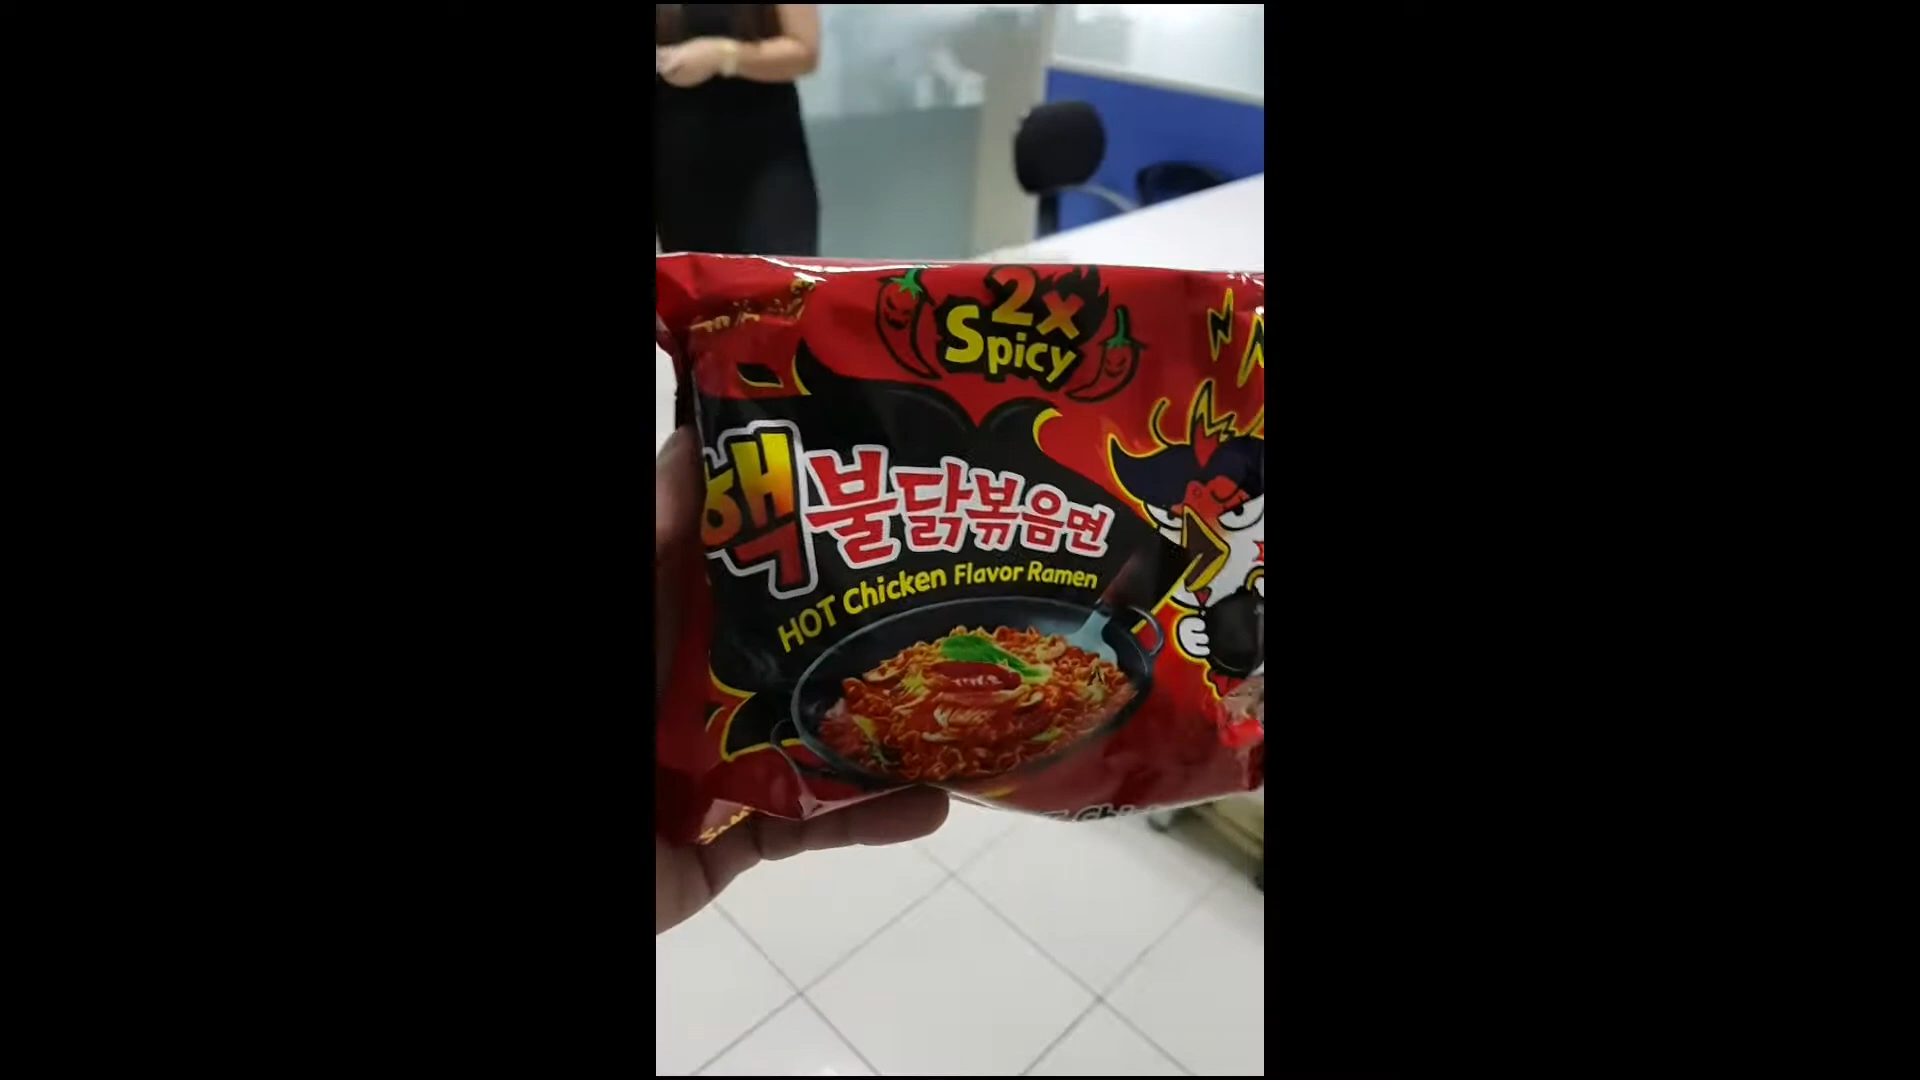 2x
Spicy
핵불닭볶음면
HOT Chicken Flavor Ramen